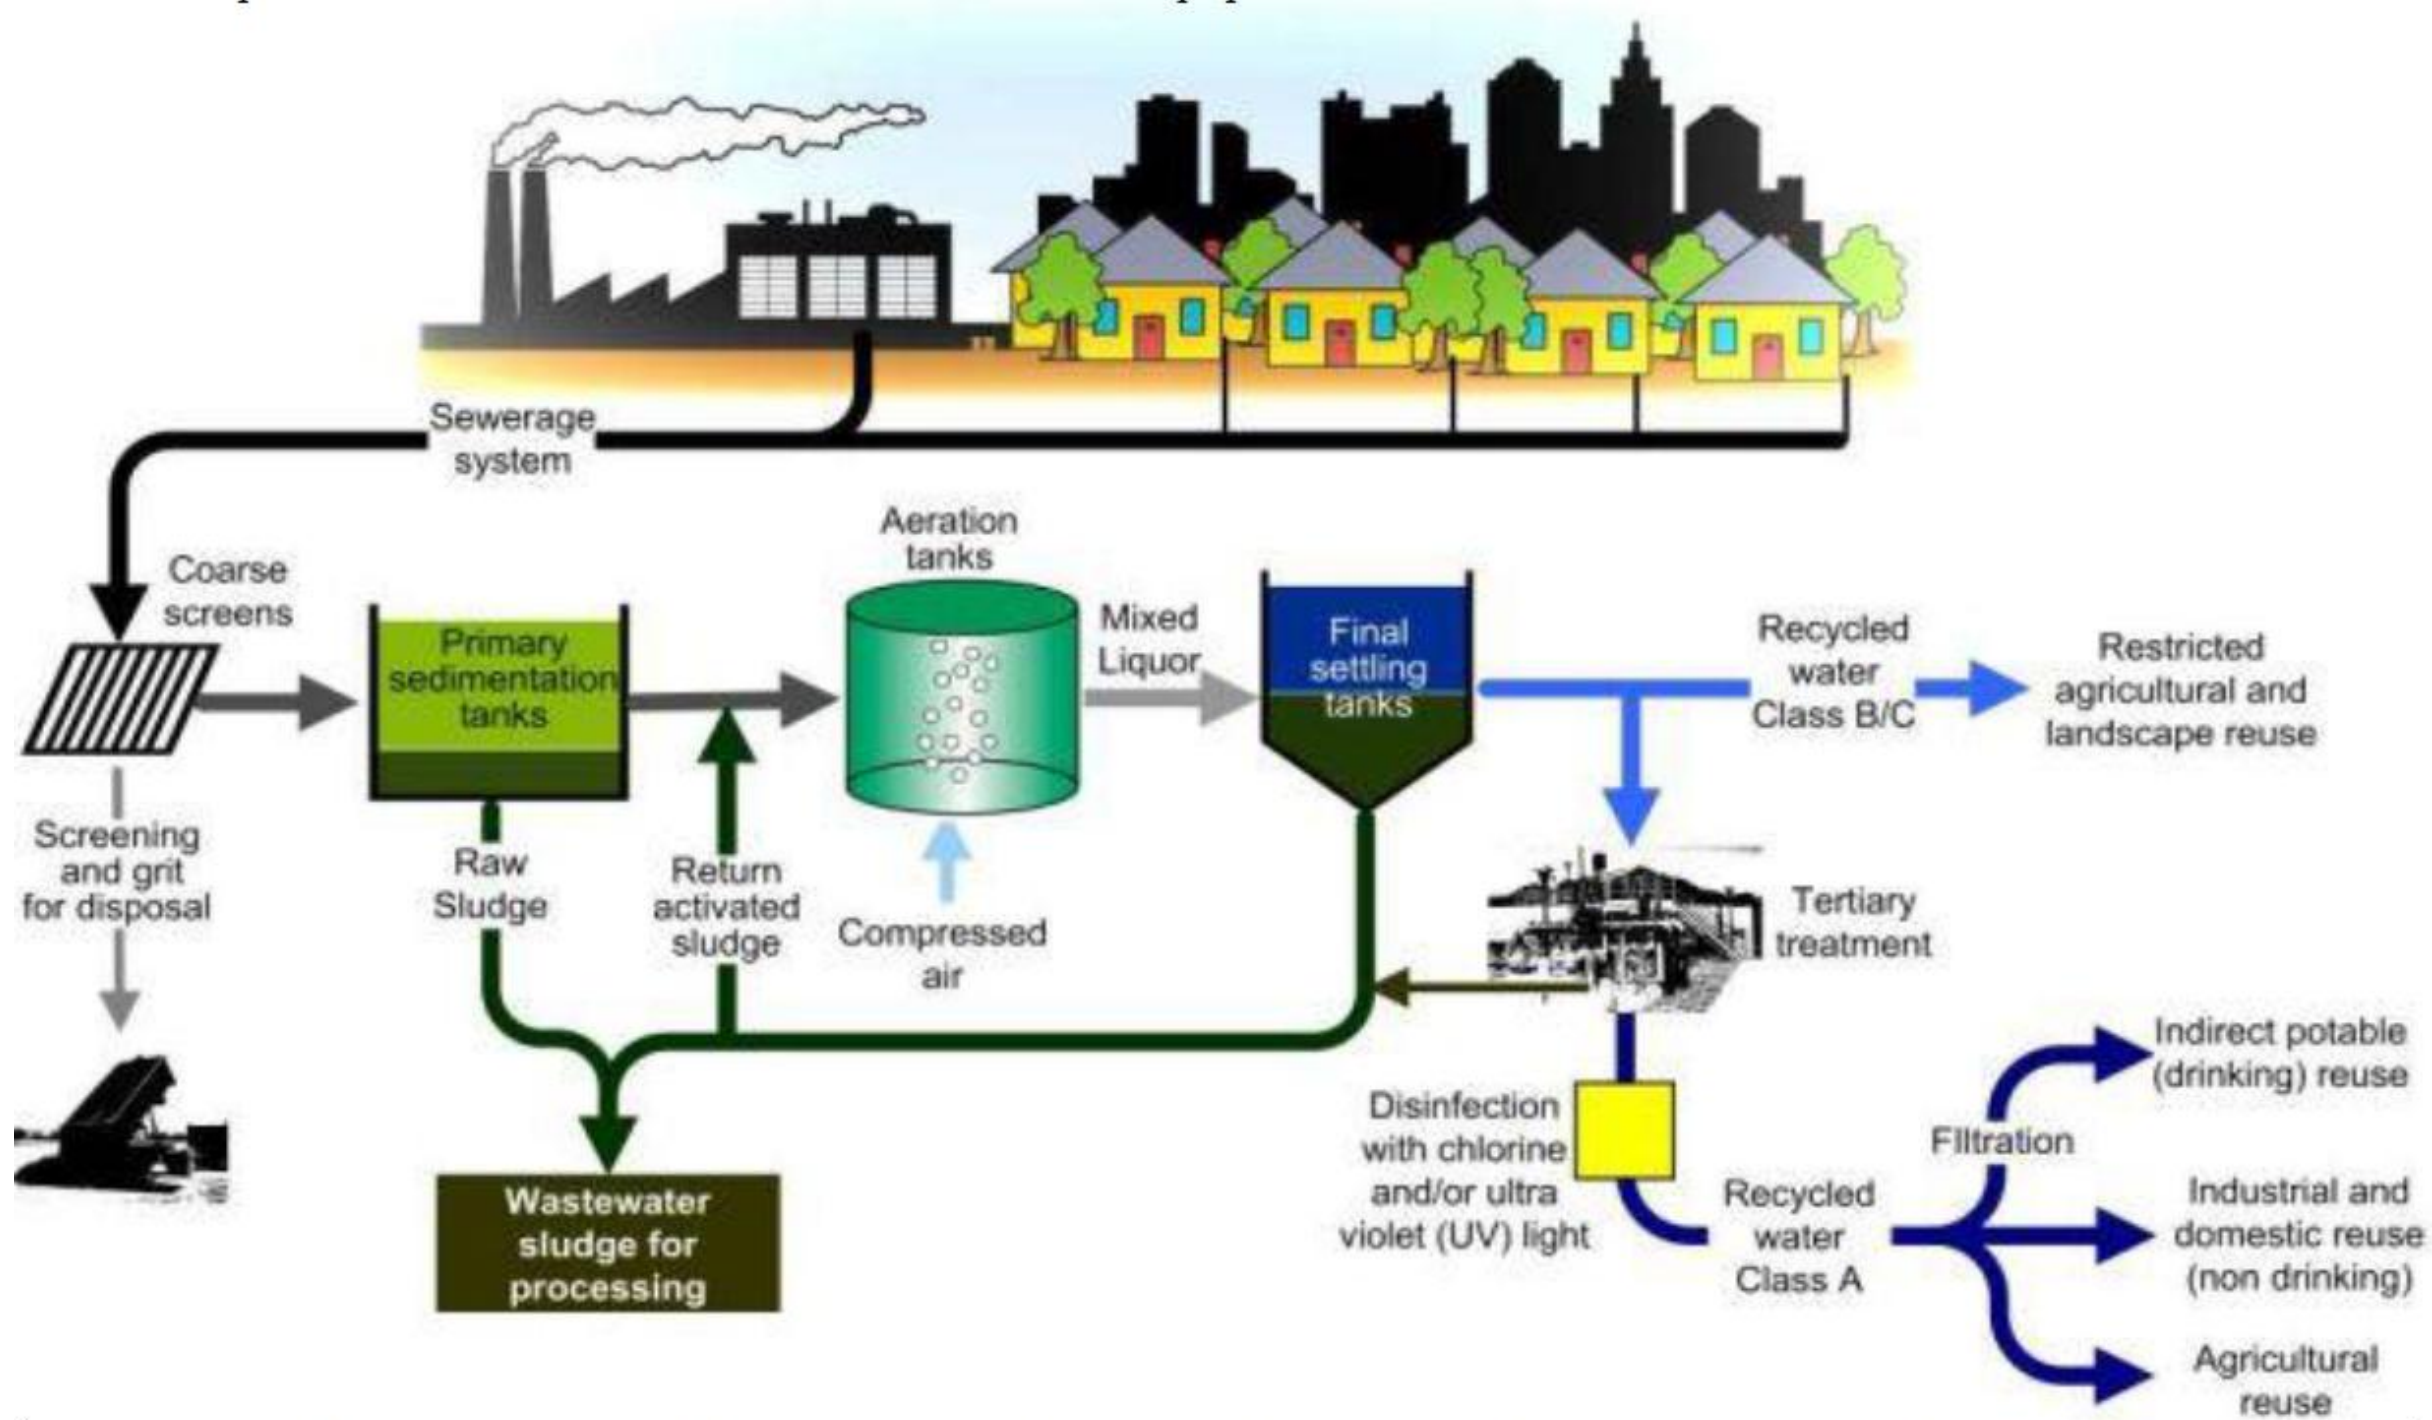 Sewerage
system
Coarse
screens
Aeration
tanks
Primary
sedimentation
tanks
Mixed
Liquor
Final
settling
tanks
Recycled
water
Class B/C
Restricted
agricultural and
landscape reuse
Screening
and grit
for disposal
Raw
Sludge
Return
activated
sludge
Compressed
air
Tertiary
treatment
Wastewater
sludge for
processing
Disinfection
with chlorine
and/or ultra
violet (UV) light
Recycled
water
Class A
FIltration
Indirect potable
(drinking) reuse
Industrial and
domestic reuse
(non drinking)
Agricultural
reuse